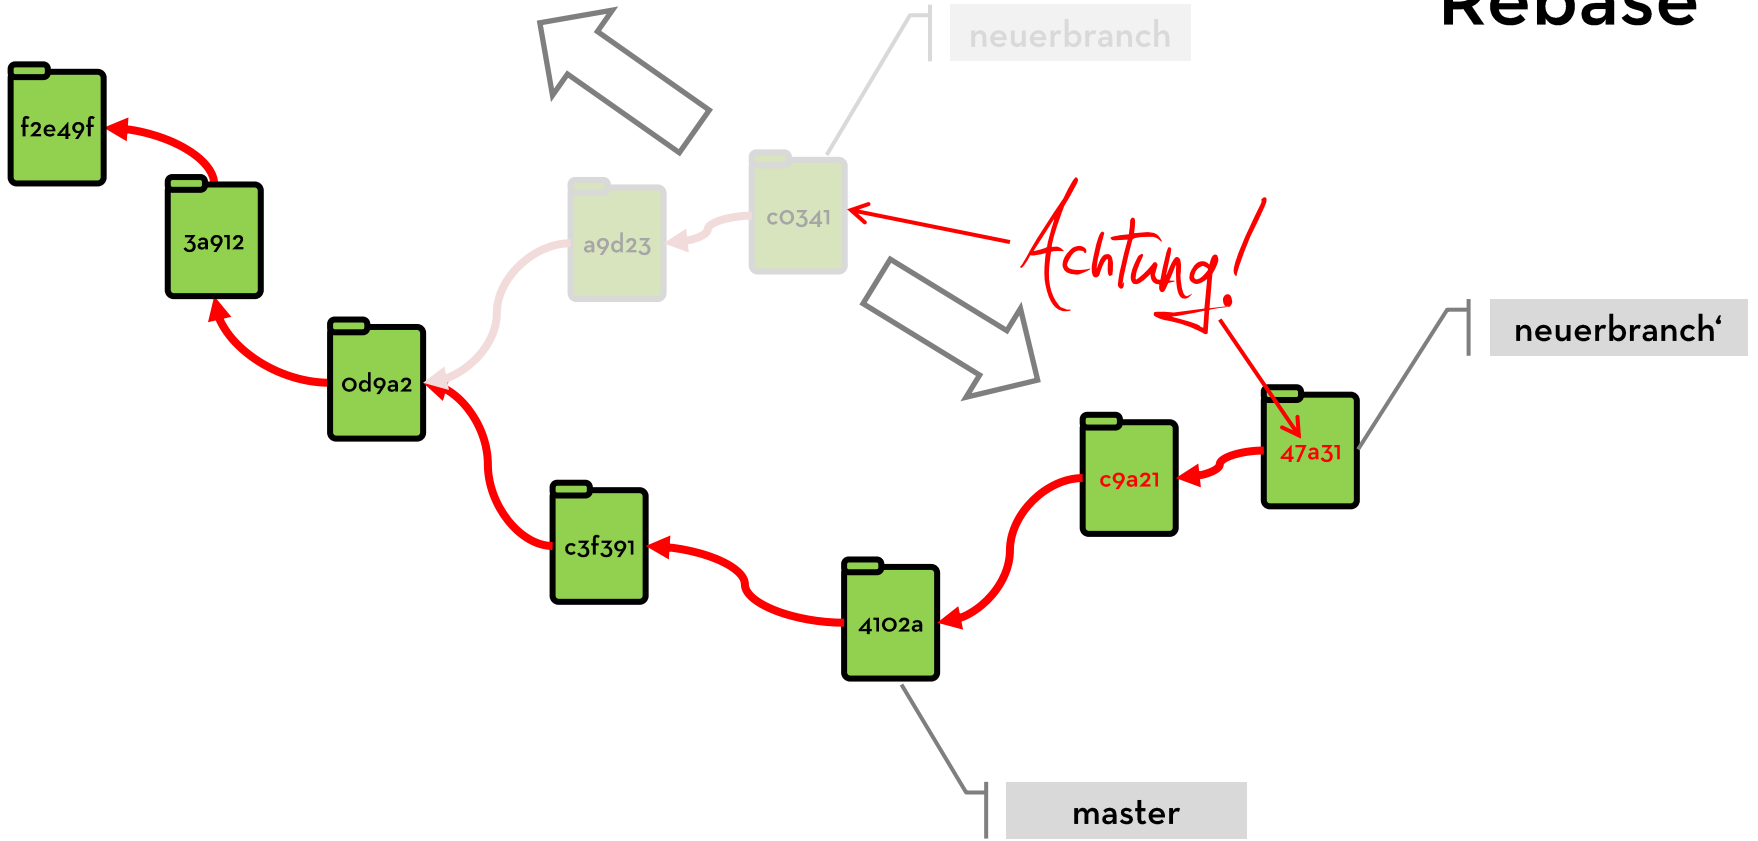 Rebase
neuerbranch
f2e49f
3a912
c0341
a9d23
Achtung!
neuerbranch‘
0d9a2
47a31
c9a21
c3f391
4102a
master